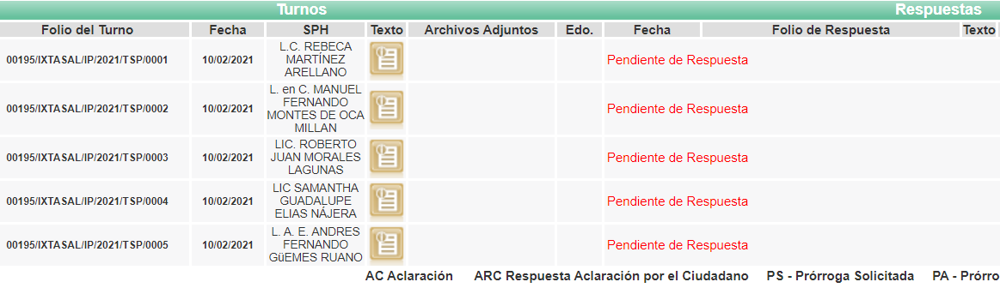 Turnos Respuestas
Folio del Turno Fecha SPH Texto Archivos Adjuntos Edo. Fecha Folio de Respuesta Texto
00195/IXTASAL/IP/2021/TSP/0001 10/02/2021 L.C. REBECA
MARTÍNEZ
ARELLANO
Pendiente de Respuesta
00195/IXTASAL/IP/2021/TSP/0002 10/02/2021 L. en C. MANUEL
FERNANDO
MONTES DE OCA
MILLAN
Pendiente de Respuesta
00195/IXTASAL/IP/2021/TSP/0003 10/02/2021 LIC. ROBERTO
JUAN MORALES
LAGUNAS
Pendiente de Respuesta
00195/IXTASAL/IP/2021/TSP/0004 10/02/2021 LIC SAMANTHA
GUADALUPE
ELIAS NÁJERA
Pendiente de Respuesta
00195/IXTASAL/IP/2021/TSP/0005 10/02/2021 L. A. E. ANDRES
FERNANDO
GüEMES RUANO
Pendiente de Respuesta
AC Aclaración ARC Respuesta Aclaración por el Ciudadano PS - Prórroga Solicitada PA - Prórro